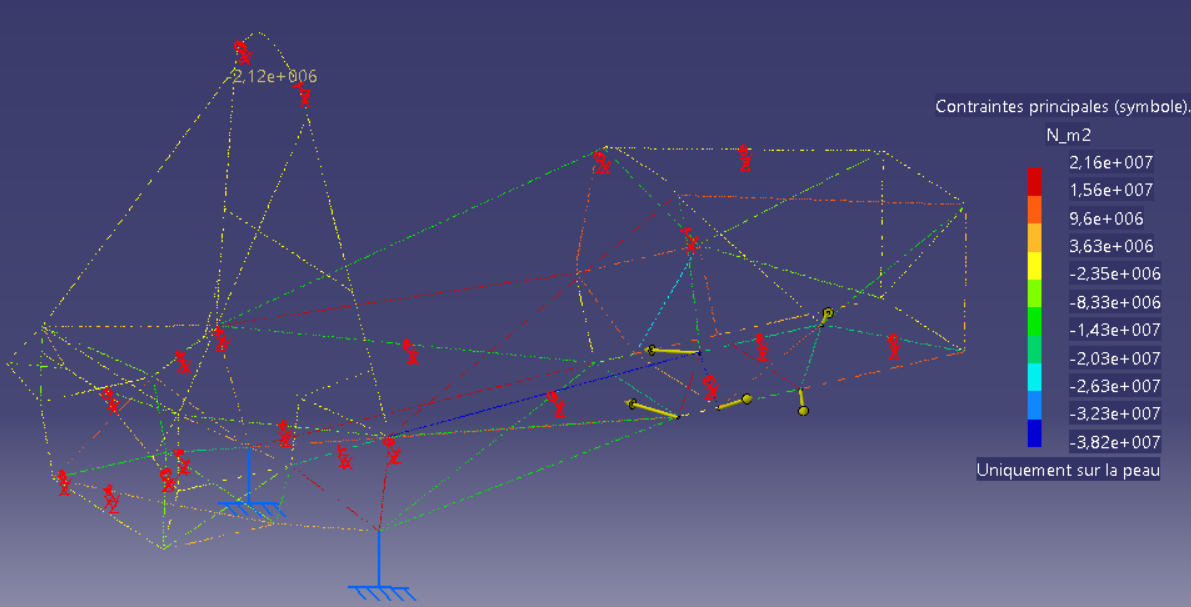 -2,12e+006
Contraintes principales (symbole).
N_m2
2,16e+007
1,56e+007
9,6e+006
3,63e+006
-2,35e+006
-8,33e+006
-1,43e+007
-2,03e+007
-2,63e+007
-3,23e+007
-3,82e+007
Uniquement sur la peau